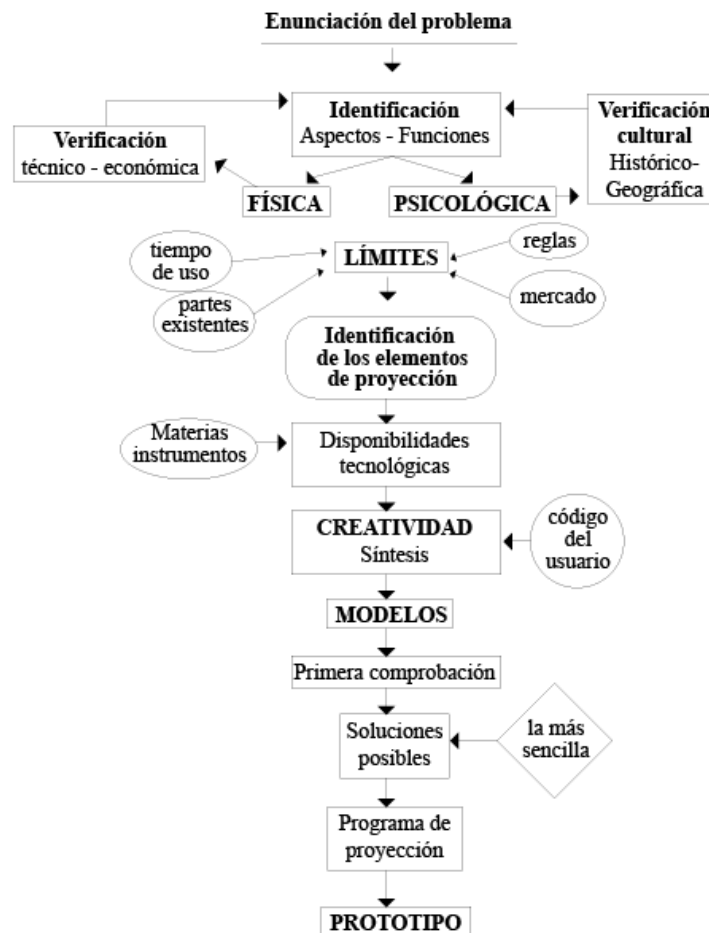 Enunciación del problema
Identificación
Aspectos - Funciones
Verificación
técnico - económica
Verificación
cultural
Histórico-
Geográfica
FÍSICA
PSICOLÓGICA
tiempo
de uso
LÍMITES
reglas
partes
existentes
mercado
Identificación
de los elementos
de proyección
Materias
instrumentos
Disponibilidades
tecnológicas
CREATIVIDAD
Síntesis
código
del
usuario
MODELOS
Primera comprobación
Soluciones
posibles
la más
sencilla
Programa de
proyección
PROTOTIPO